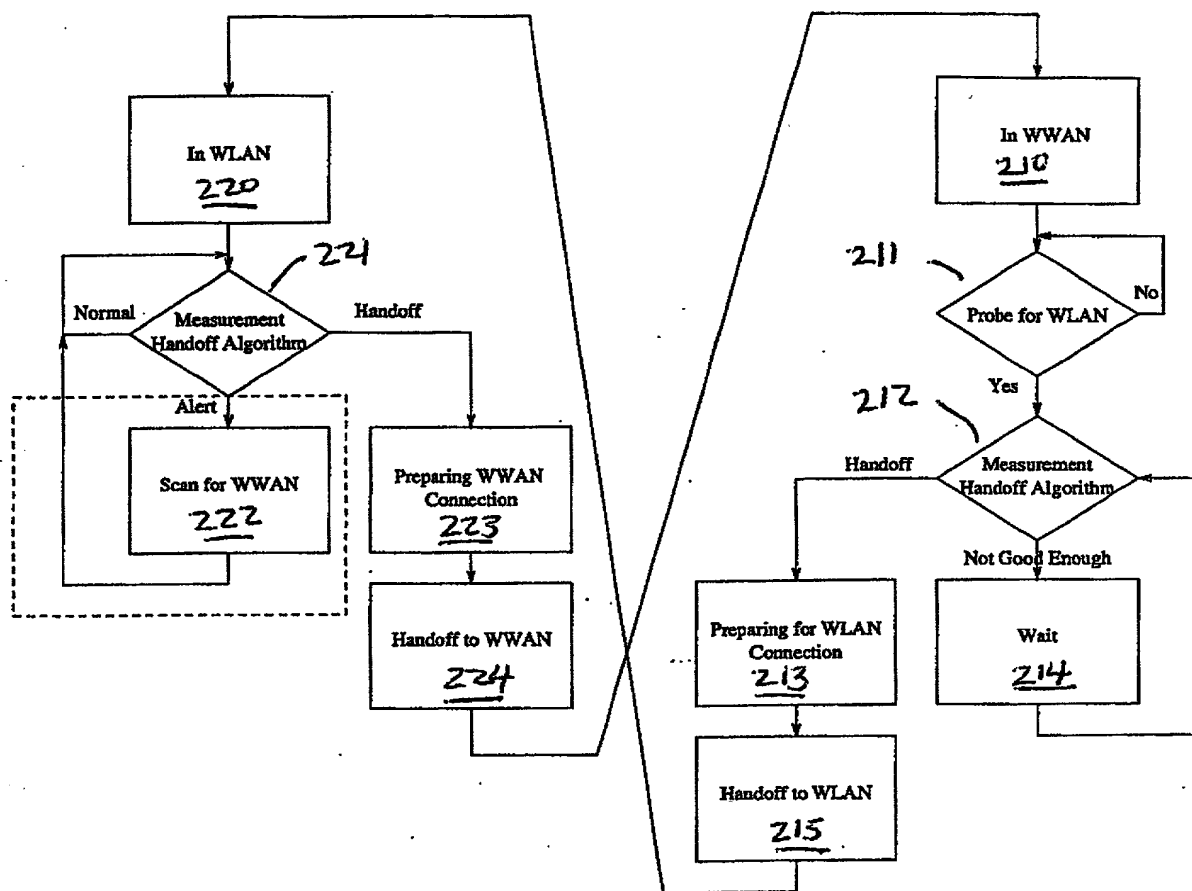 In WLAN
220
221
Normal
Measurement
Handoff Algorithm
Handoff
Alert
Scan for WWAN
222
Preparing WWAN
Connection
223
Handoff to WWAN
224
In WWAN
210
211
Probe for WLAN
No
Yes
212
Handoff
Measurement
Handoff Algorithm
Not Good Enough
Preparing for WLAN
Connection
213
Wait
214
Handoff to WLAN
215